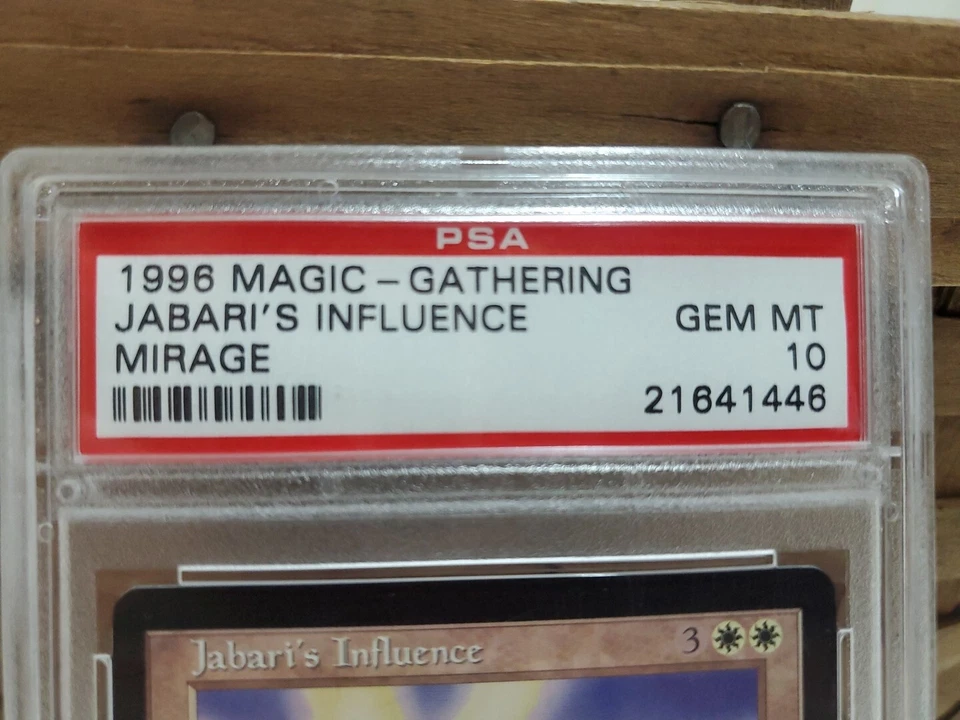 PSA
1996 MAGIC - GATHERING
JABARI'S INFLUENCE
GEM MT
MIRAGE
10
21641446
Jabari's Influence
3